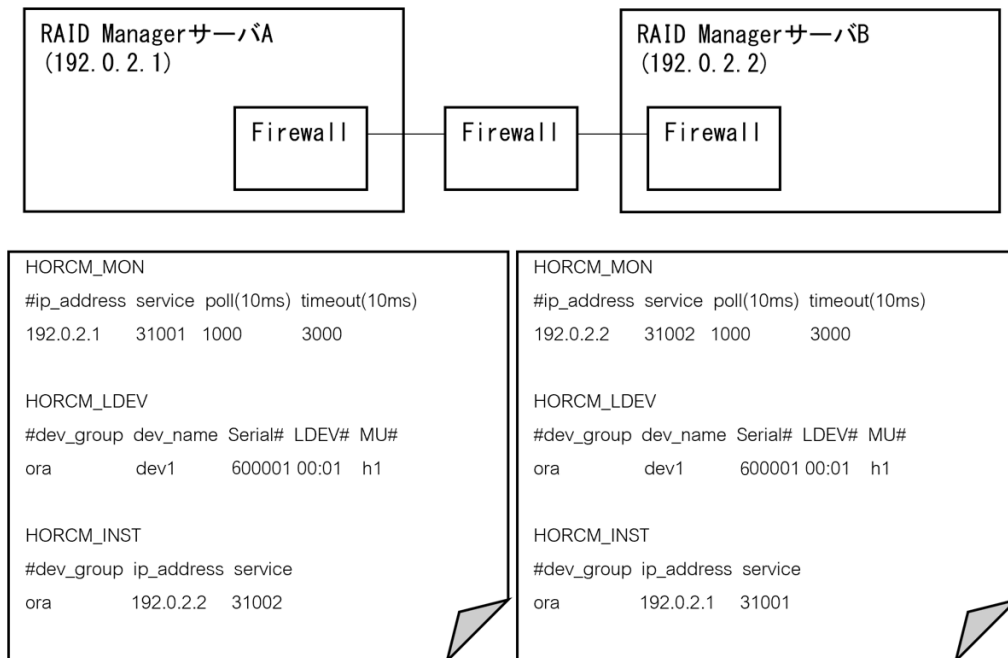 RAID ManagerサーバA
(192.0.2.1)
RAID ManagerサーバB
(192.0.2.2)
Firewall
Firewall
Firewall
HORCM_MON
#ip_address service poll(10ms) timeout(10ms)
192.0.2.1 31001 1000 3000
HORCM_LDEV
#dev_group dev_name Serial# LDEV# MU#
ora dev1 600001 00:01 h1
HORCM_INST
#dev_group ip_address service
ora 192.0.2.2 31002
HORCM_MON
#ip_address service poll(10ms) timeout(10ms)
192.0.2.2 31002 1000 3000
HORCM_LDEV
#dev_group dev_name Serial# LDEV# MU#
ora dev1 600001 00:01 h1
HORCM_INST
#dev_group ip_address service
ora 192.0.2.1 31001